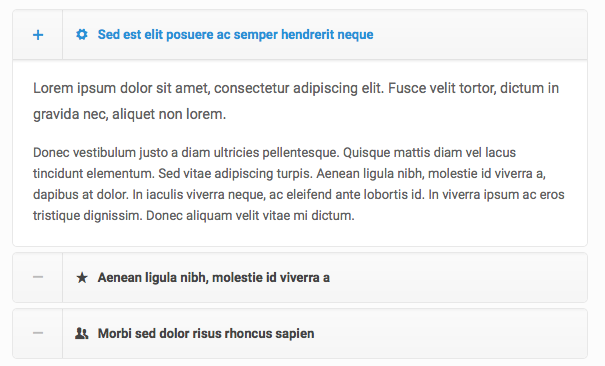 Sed est elit posuere ac semper hendrerit neque
Lorem ipsum dolor sit amet, consectetur adipiscing elit. Fusce velit tortor, dictum in
gravida nec, aliquet non lorem.
Donec vestibulum justo a diam ultricies pellentesque. Quisque mattis diam vel lacus
tincidunt elementum. Sed vitae adipiscing turpis. Aenean ligula nibh, molestie id viverra a,
dapibus at dolor. In iaculis viverra neque, ac eleifend ante lobortis id. In viverra ipsum ac eros
tristique dignissim. Donec aliquam velit vitae mi dictum.
Aenean ligula nibh, molestie id viverra a
Morbi sed dolor risus rhoncus sapien